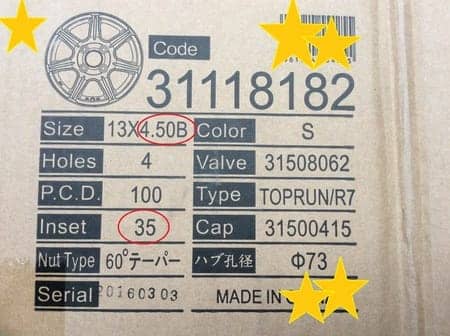 Code
31118182
Size 13X4.50B Color S
Holes 4 Valve 31508062
P.C.D. 100 Type TOPRUN/R7
Inset 35 Cap 31500415
Nut Type 60°テーパー ハブ孔径 Φ73
Serial 20160303 MADE IN